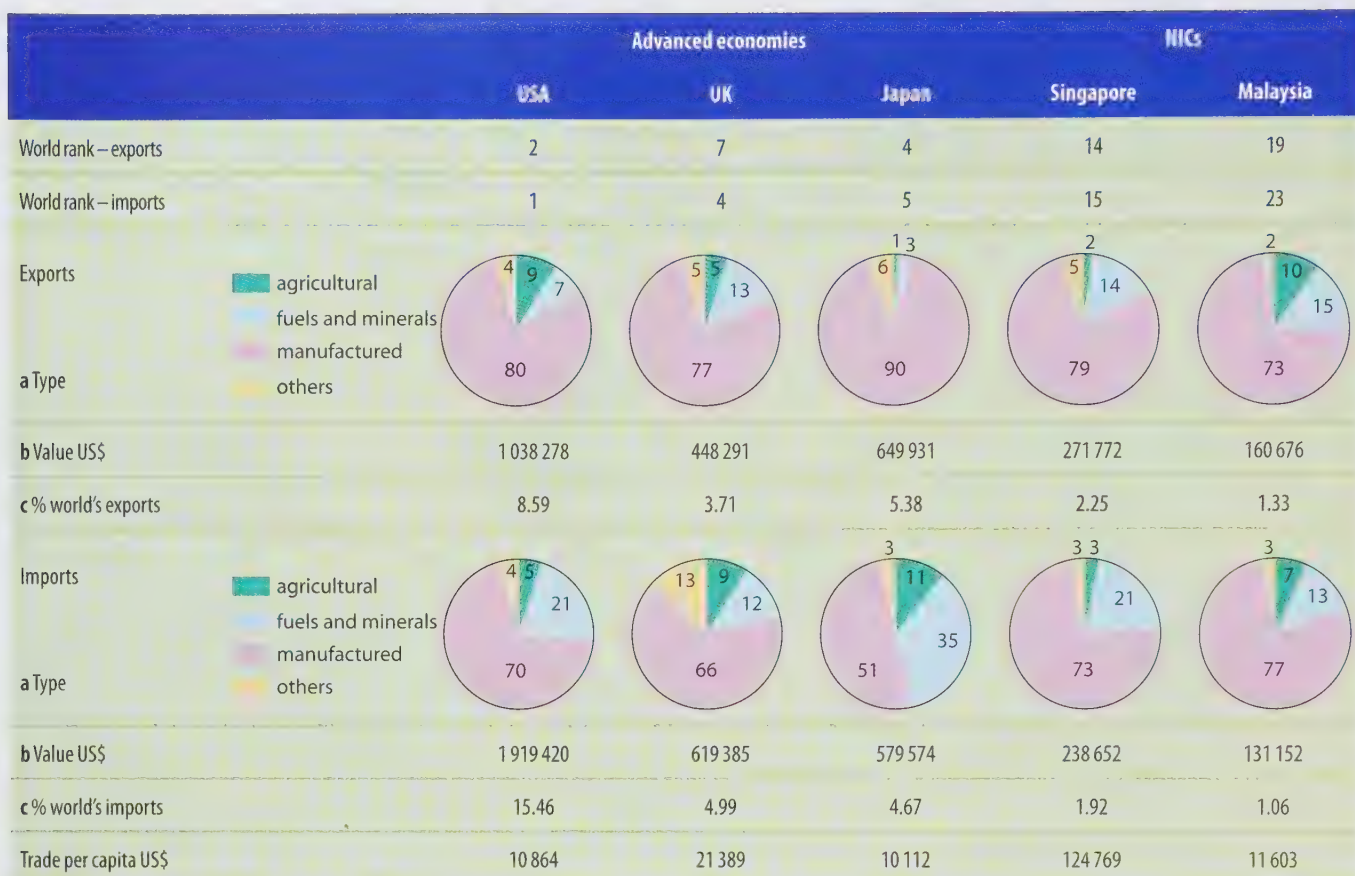 Advanced economies NICs
USA UK Japan Singapore Malaysia
World rank – exports 2 7 4 14 19
World rank – imports 1 4 5 15 23
Exports
agricultural
fuels and minerals
manufactured
others
a Type
4 9 7 80
5 5 13 77
6 1 3 90
5 2 14 79
2 10 15 73
b Value US$ 1 038 278 448 291 649 931 271 772 160 676
c % world's exports 8.59 3.71 5.38 2.25 1.33
Imports
agricultural
fuels and minerals
manufactured
others
a Type
4 5 21 70
13 9 12 66
3 11 35 51
3 3 21 73
3 7 13 77
b Value US$ 1 919 420 619 385 579 574 238 652 131 152
c % world's imports 15.46 4.99 4.67 1.92 1.06
Trade per capita US$ 10 864 21 389 10 112 124 769 11 603